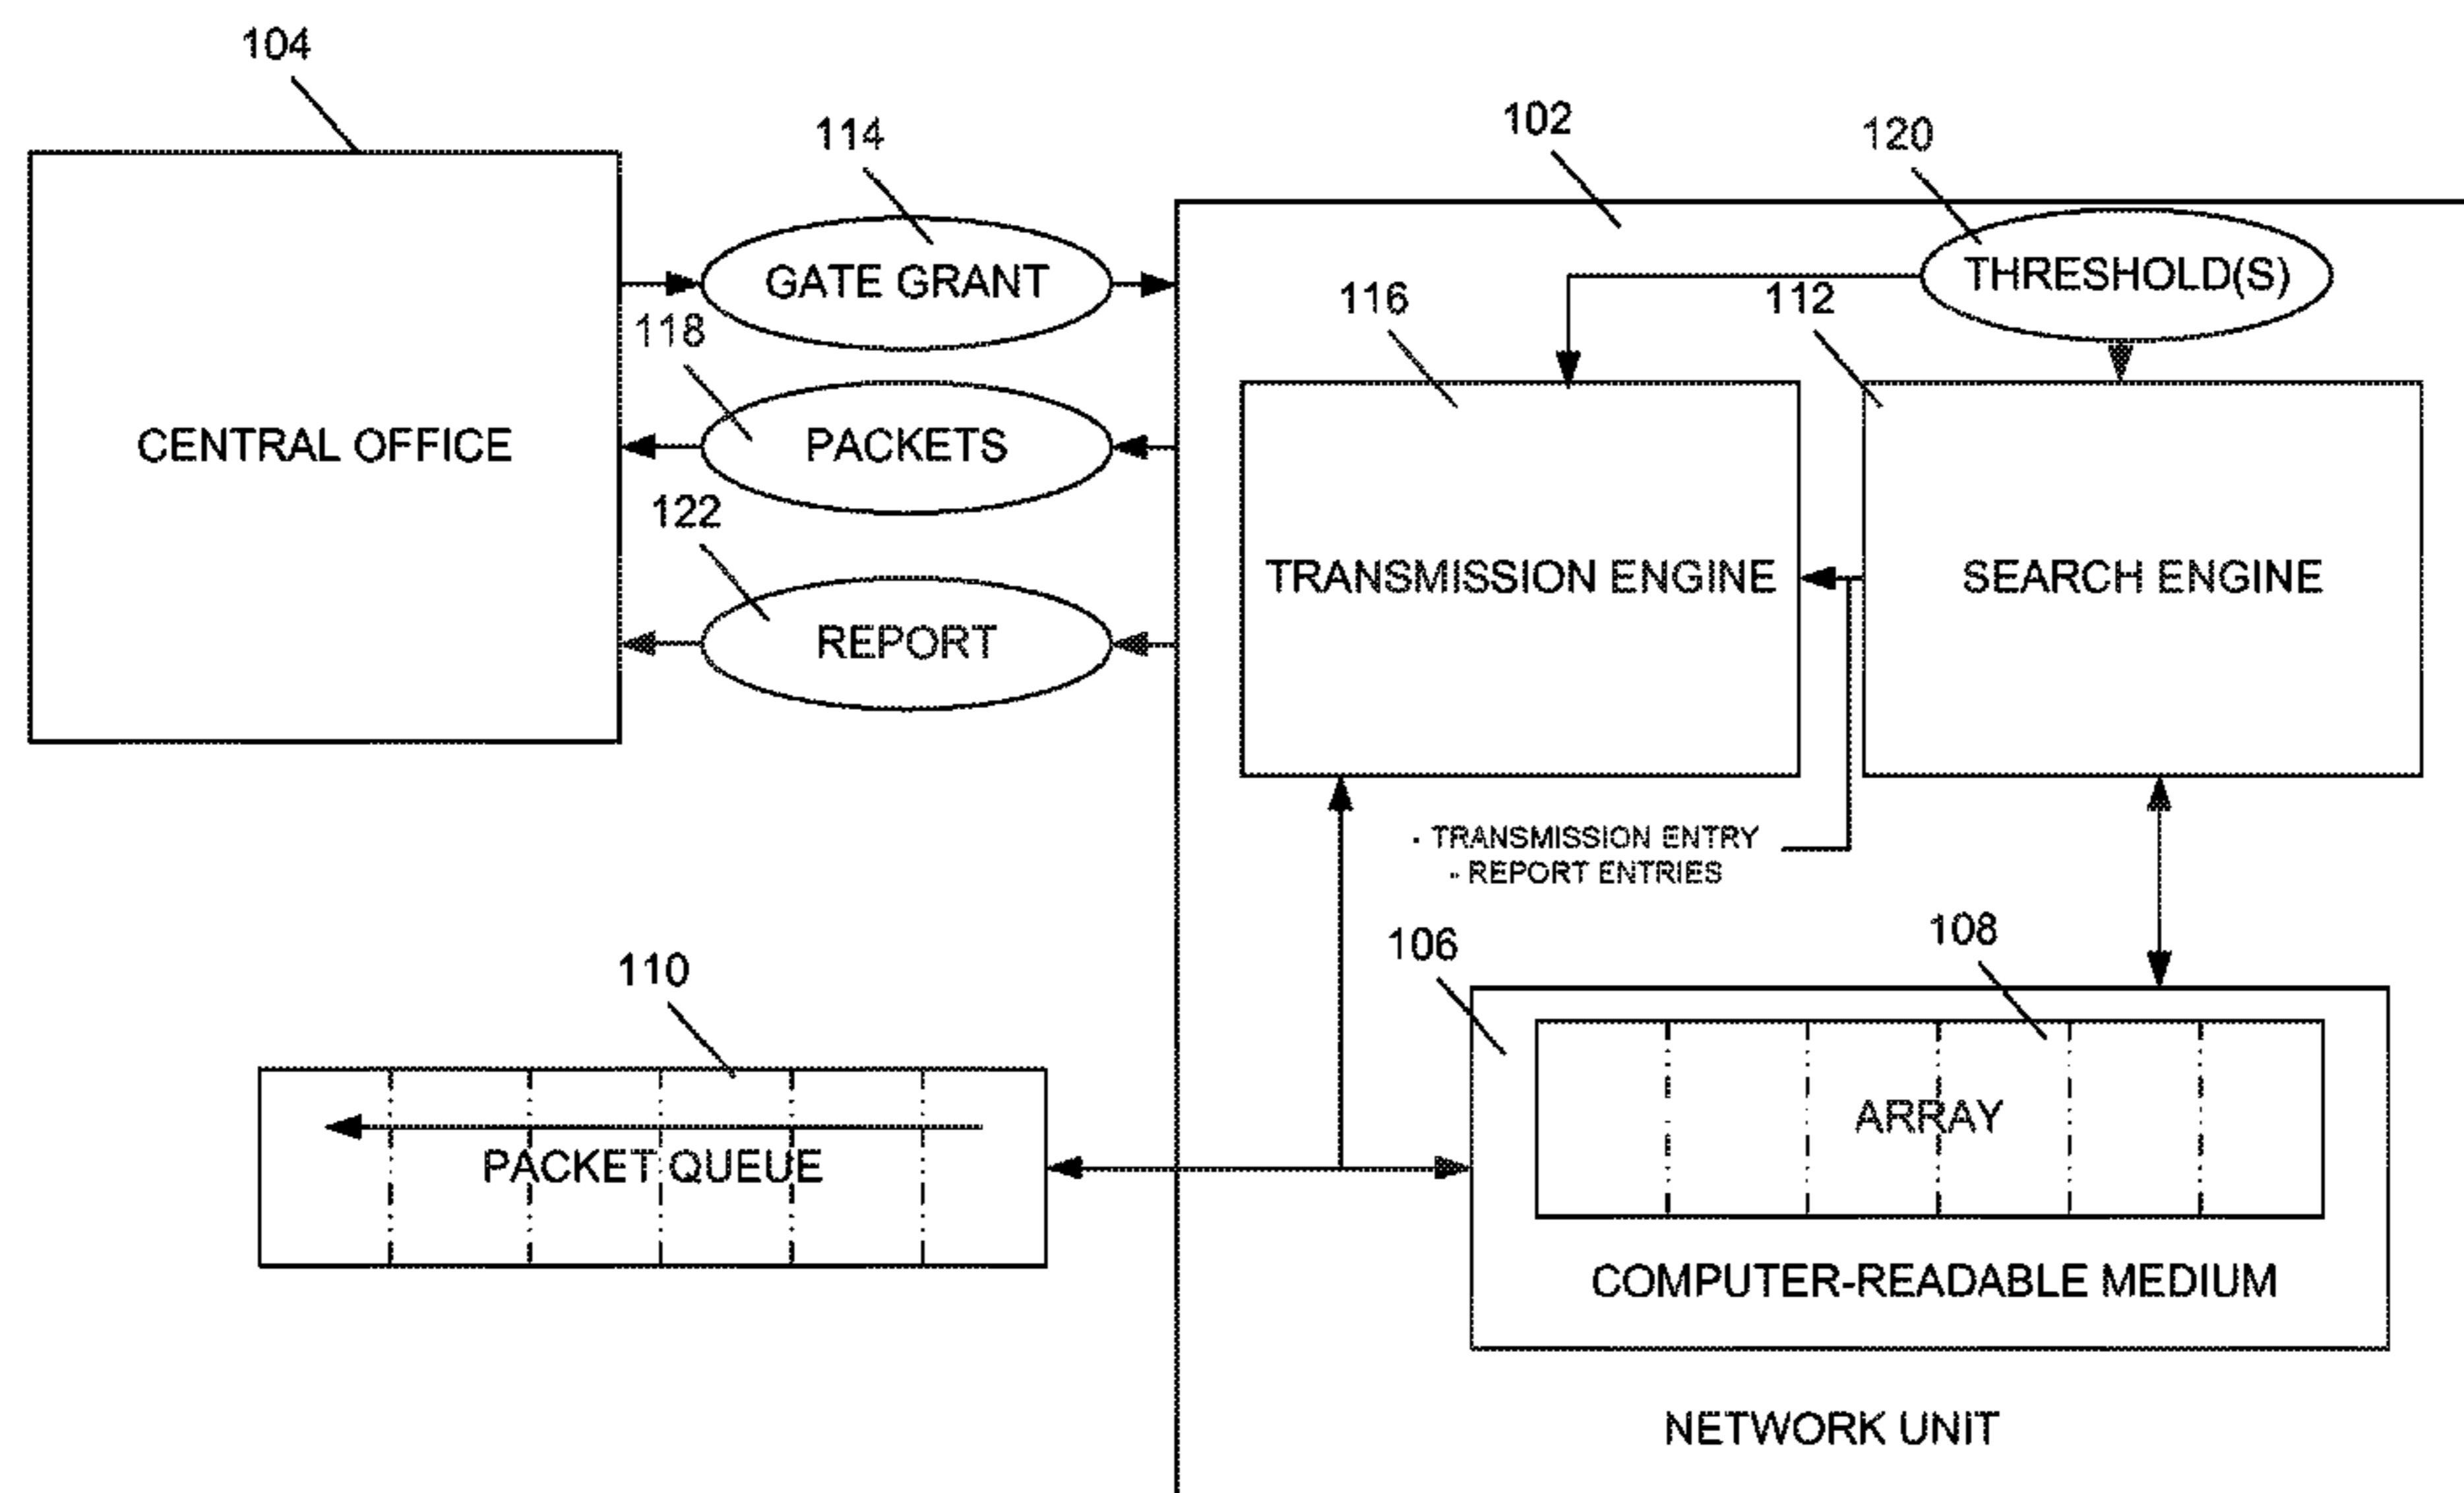 104
114
102
120
GATE GRANT
THRESHOLD(S)
118
116
112
CENTRAL OFFICE
PACKETS
122
TRANSMISSION ENGINE
SEARCH ENGINE
REPORT
- TRANSMISSION ENTRY
- REPORT ENTRIES
110
106
108
PACKET QUEUE
ARRAY
COMPUTER-READABLE MEDIUM
NETWORK UNIT